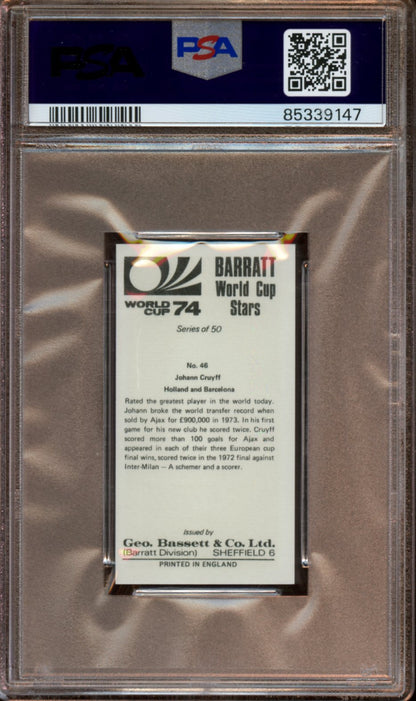 PSA
PSA
85339147
BARRATT
World Cup
Stars
WORLD
CUP 74
Series of 50
No. 46
Johann Cruyff
Holland and Barcelona
Rated the greatest player in the world today.
Johann broke the world transfer record when
sold by Ajax for £900,000 in 1973. In his first
game for his new club he scored twice. Cruyff
scored more than 100 goals for Ajax and
appeared in each of their three European cup
final wins, scored twice in the 1972 final against
Inter-Milan — A schemer and a scorer.
Issued by
Geo. Bassett & Co. Ltd.
(Barratt Division) SHEFFIELD 6
PRINTED IN ENGLAND